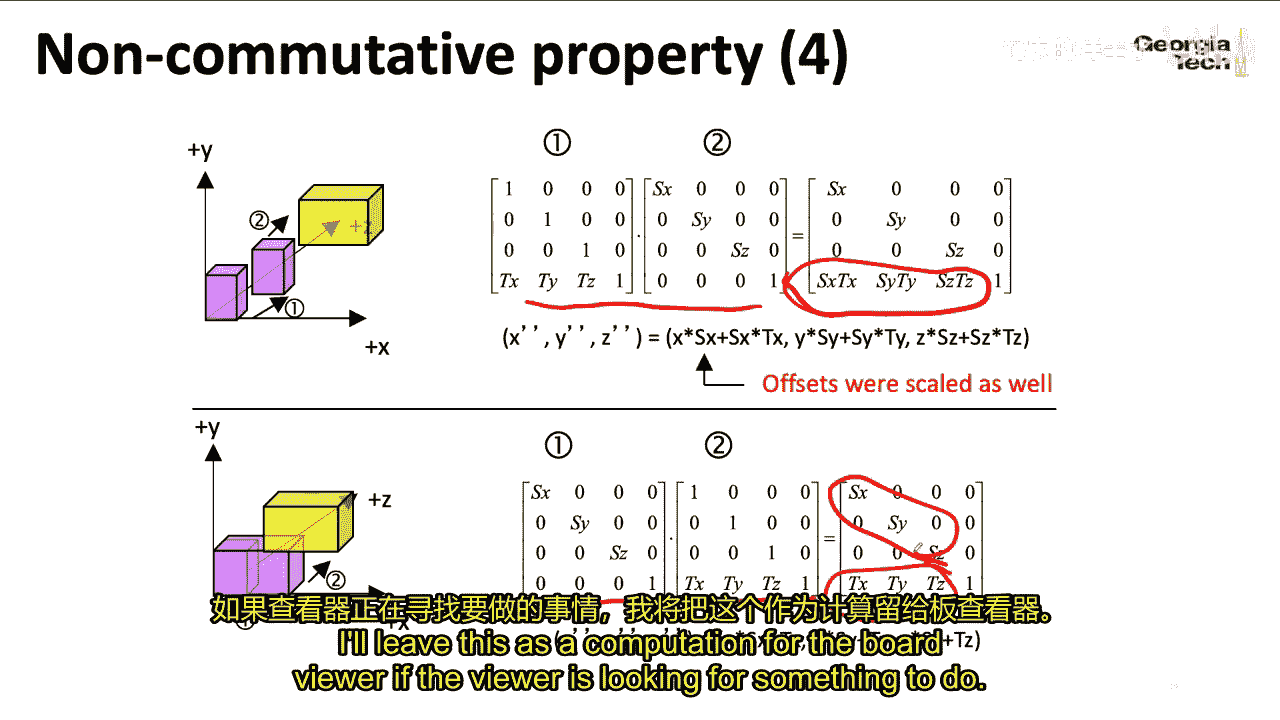 Non-commutative property (4)
Georgia Tech
① ②
+y
② +z
①
+x
1 0 0 0 Sx 0 0 0 Sx 0 0 0
0 1 0 0 0 Sy 0 0 0 Sy 0 0
0 0 1 0 · 0 0 Sz 0 = 0 0 Sz 0
Tx Ty Tz 1 0 0 0 1 SxTx SyTy SzTz 1
(x'', y'', z'') = (x*Sx+Sx*Tx, y*Sy+Sy*Ty, z*Sz+Sz*Tz)
Offsets were scaled as well
① ②
+y
+z
②
Sx 0 0 0 1 0 0 0 Sx 0 0 0
0 Sy 0 0 0 1 0 0 0 Sy 0 0
0 0 Sz 0 · 0 0 1 0 = 0 0 Sz 0
0 0 0 1 Tx Ty Tz 1 Tx Ty Tz 1
+Tz)
如果查看器正在寻找要做的事情，我将把这个作为计算留给板查看器。
I'll leave this as a computation for the board
viewer if the viewer is looking for something to do.